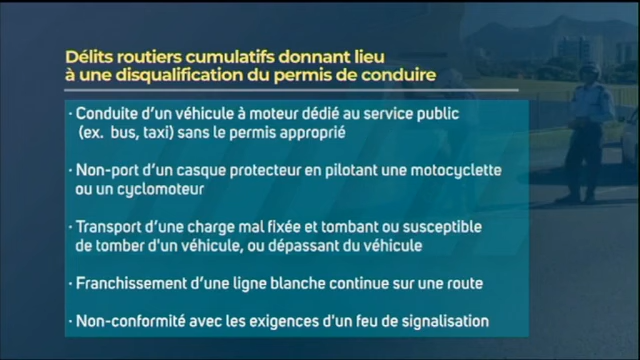 Délits routiers cumulatifs donnant lieu
à une disqualification du permis de conduire
· Conduite d'un véhicule à moteur dédié au service public
(ex. bus, taxi) sans le permis approprié
· Non-port d'un casque protecteur en pilotant une motocyclette
ou un cyclomoteur
· Transport d'une charge mal fixée et tombant ou susceptible
de tomber d'un véhicule, ou dépassant du véhicule
· Franchissement d'une ligne blanche continue sur une route
· Non-conformité avec les exigences d'un feu de signalisation